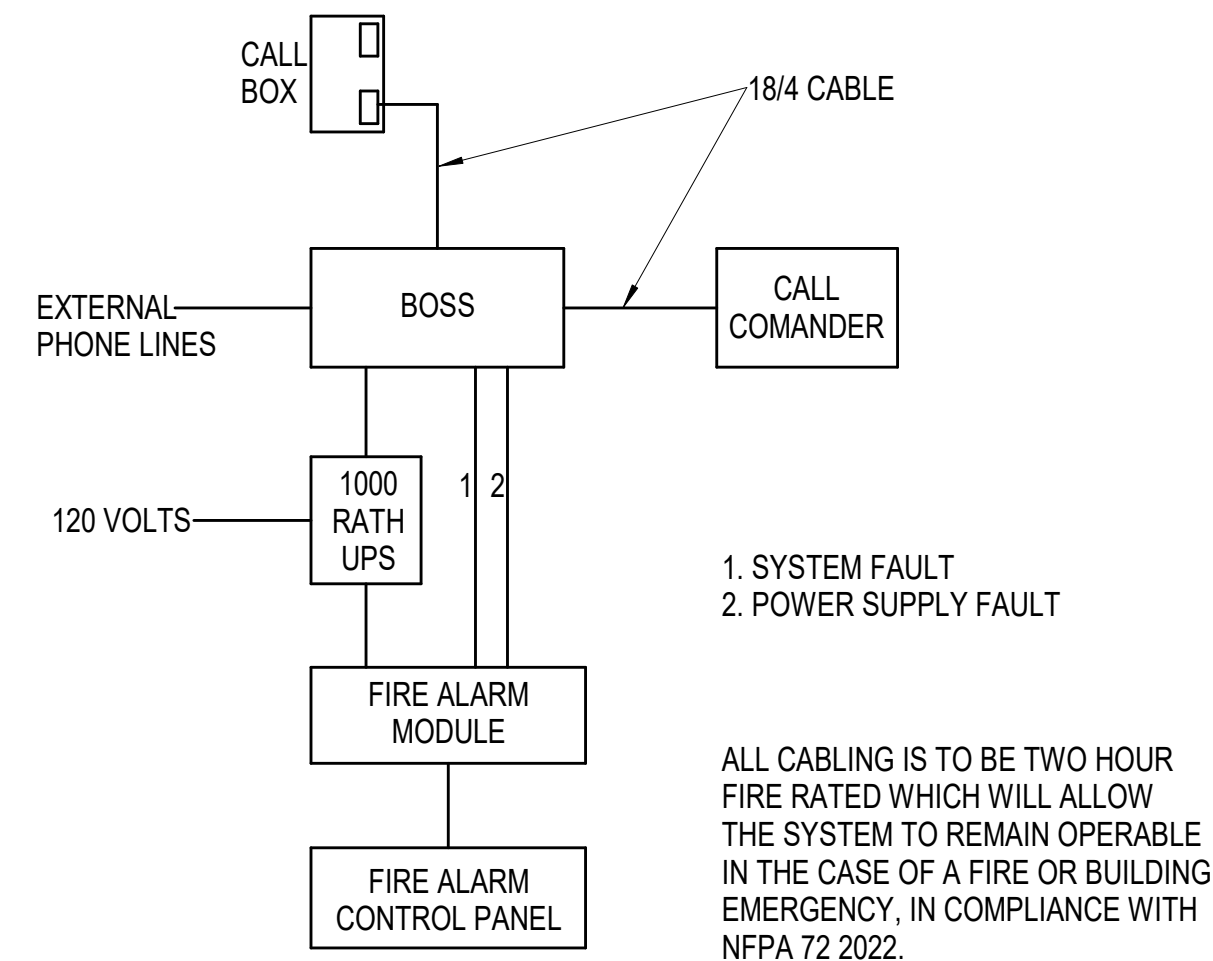 CALL
BOX
18/4 CABLE
EXTERNAL
PHONE LINES
BOSS
CALL
COMANDER
120 VOLTS
1000
RATH
UPS
1
2
1. SYSTEM FAULT
2. POWER SUPPLY FAULT
FIRE ALARM
MODULE
FIRE ALARM
CONTROL PANEL
ALL CABLING IS TO BE TWO HOUR
FIRE RATED WHICH WILL ALLOW
THE SYSTEM TO REMAIN OPERABLE
IN THE CASE OF A FIRE OR BUILDING
EMERGENCY, IN COMPLIANCE WITH
NFPA 72 2022.